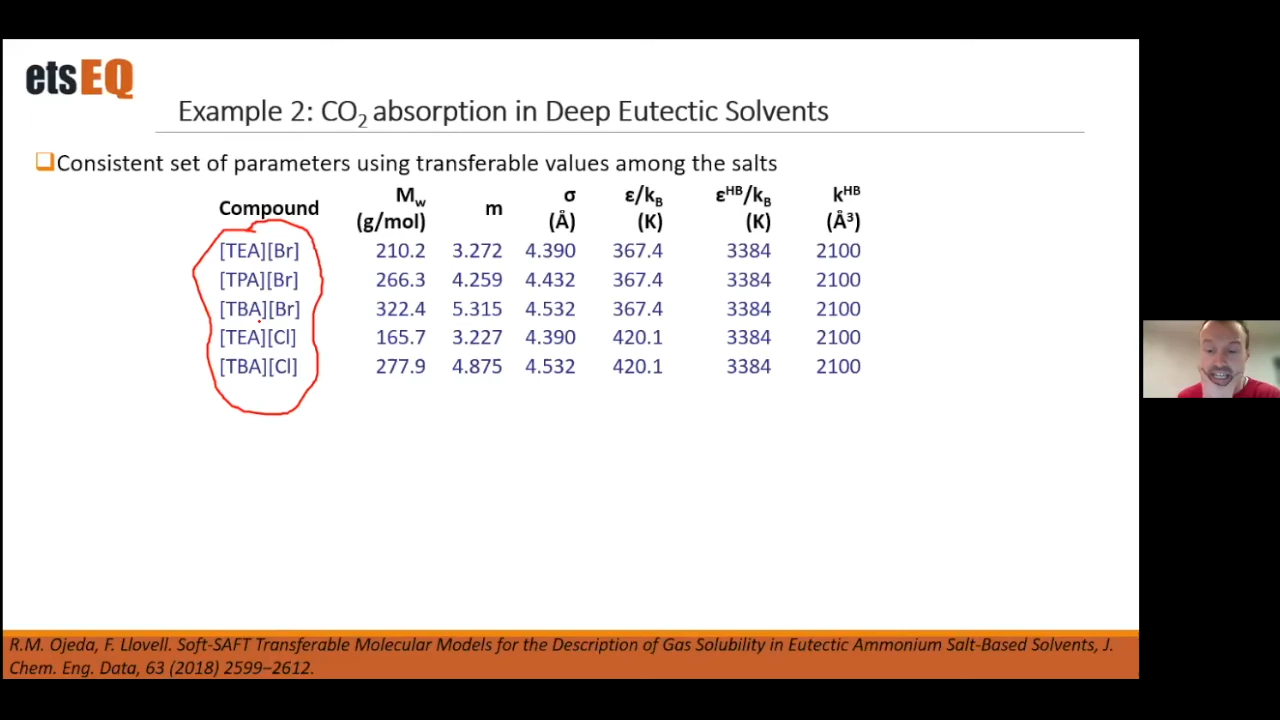 etsEQ
Example 2: CO2 absorption in Deep Eutectic Solvents
Consistent set of parameters using transferable values among the salts
Compound Mw (g/mol) m σ (Å) ε/kB (K) εHB/kB (K) kHB (Å3)
[TEA][Br] 210.2 3.272 4.390 367.4 3384 2100
[TPA][Br] 266.3 4.259 4.432 367.4 3384 2100
[TBA][Br] 322.4 5.315 4.532 367.4 3384 2100
[TEA][Cl] 165.7 3.227 4.390 420.1 3384 2100
[TBA][Cl] 277.9 4.875 4.532 420.1 3384 2100
R.M. Ojeda, F. Llovell. Soft-SAFT Transferable Molecular Models for the Description of Gas Solubility in Eutectic Ammonium Salt-Based Solvents, J.
Chem. Eng. Data, 63 (2018) 2599–2612.